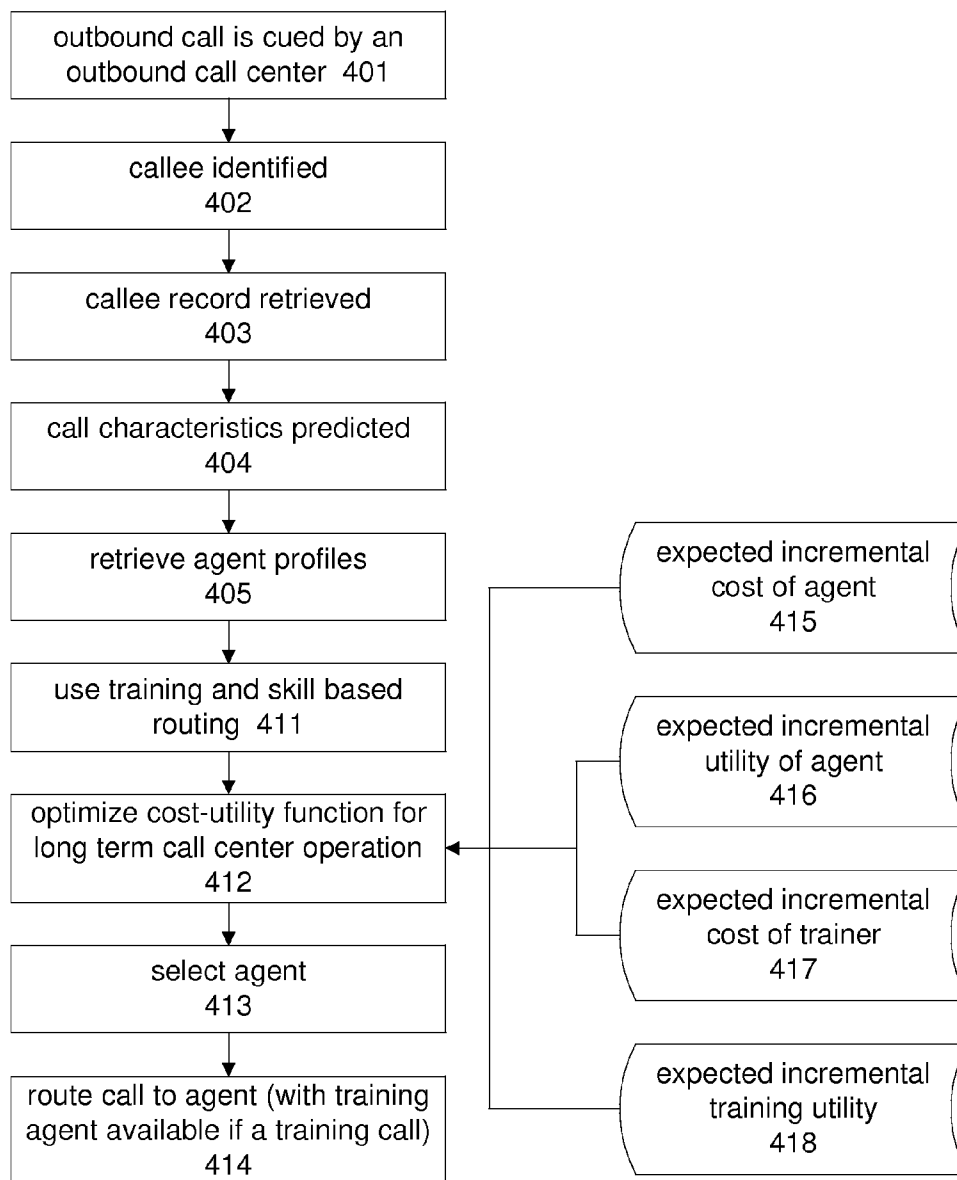 outbound call is cued by an
outbound call center 401
callee identified
402
callee record retrieved
403
call characteristics predicted
404
retrieve agent profiles
405
use training and skill based
routing 411
optimize cost-utility function for
long term call center operation
412
select agent
413
route call to agent (with training
agent available if a training call)
414
expected incremental
cost of agent
415
expected incremental
utility of agent
416
expected incremental
cost of trainer
417
expected incremental
training utility
418